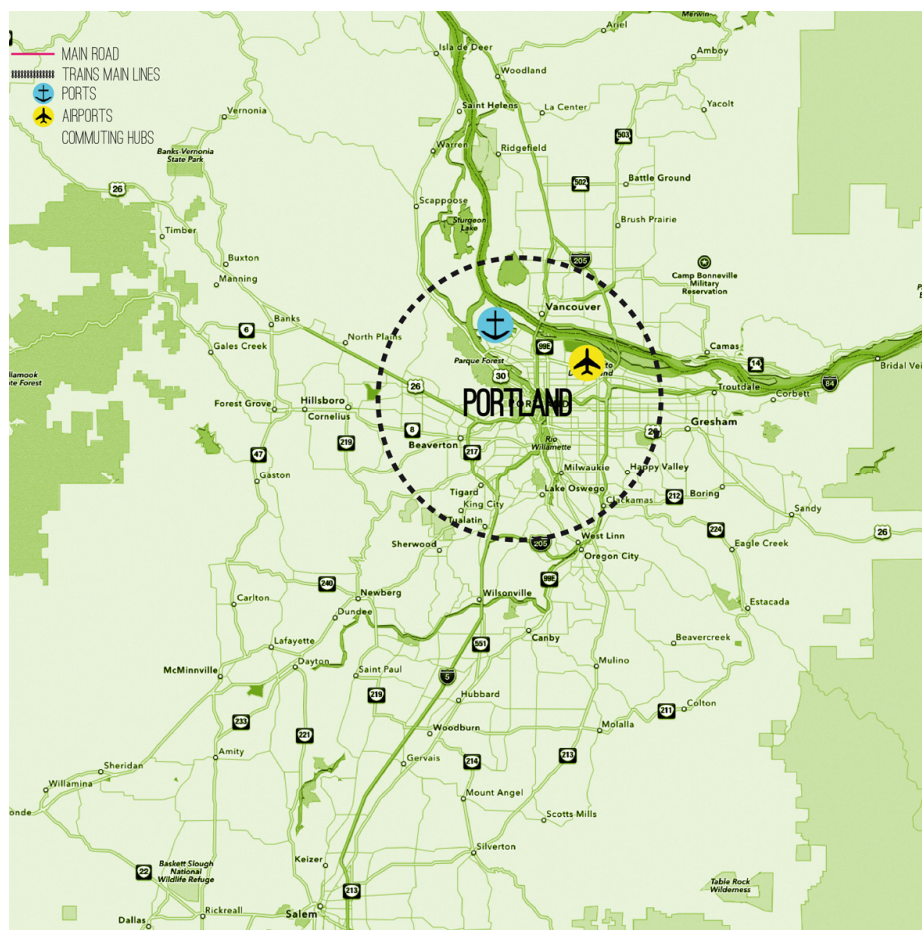 MAIN ROAD
TRAINS MAIN LINES
PORTS
AIRPORTS
COMMUTING HUBS
Merwin-
Ariel
Isla de Deer
Amboy
Woodland
Saint Helens
La Center
Yacolt
Vernonia
503
Warren
Ridgefield
Banks-Vernonia
State Park
502
Battle Ground
26
Scappoose
Sturgeon
Lake
Brush Prairie
Timber
Buxton
205
Camp Bonneville
Military
Reservation
Manning
Vancouver
Banks
6
North Plains
99E
Gales Creek
Camas
Parque Forest
14
Bridal Veil
30
84
26
Troutdale
Corbett
PORTLAND
Forest Grove
Hillsboro
Cornelius
8
Gresham
26
219
Beaverton
Rio
Willamette
47
217
Milwaukie
Happy Valley
Gaston
Tigard
Lake Oswego
212
Boring
King City
Clackamas
Sandy
Tualatin
224
26
Sherwood
205
West Linn
Eagle Creek
Oregon City
240
99E
Carlton
Newberg
Wilsonville
Dundee
Estacada
Canby
Lafayette
551
Beavercreek
McMinnville
Dayton
Saint Paul
5
Mulino
219
Hubbard
211
Colton
233
221
Woodburn
Molalla
Amity
213
Gervais
214
Sheridan
Willamina
Mount Angel
Scotts Mills
Silverton
Keizer
Baskett Slough
National
Wildlife Refuge
22
213
Table Rock
Wilderness
Rickreall
Salem
Dallas